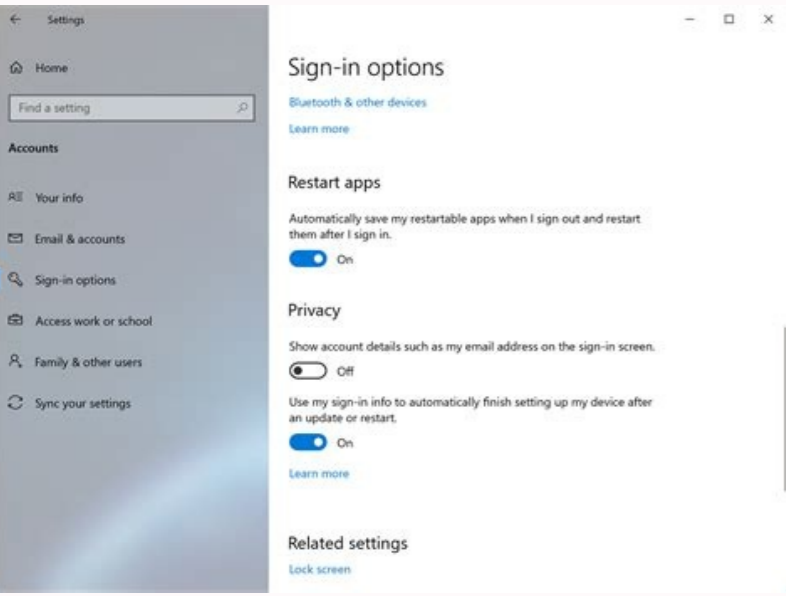 Settings
Home
Find a setting
Accounts
Your info
Email & accounts
Sign-in options
Access work or school
Family & other users
Sync your settings
Sign-in options
Bluetooth & other devices
Learn more
Restart apps
Automatically save my restartable apps when I sign out and restart
them after I sign in.
On
Privacy
Show account details such as my email address on the sign-in screen.
Off
Use my sign-in info to automatically finish setting up my device after
an update or restart.
On
Learn more
Related settings
Lock screen